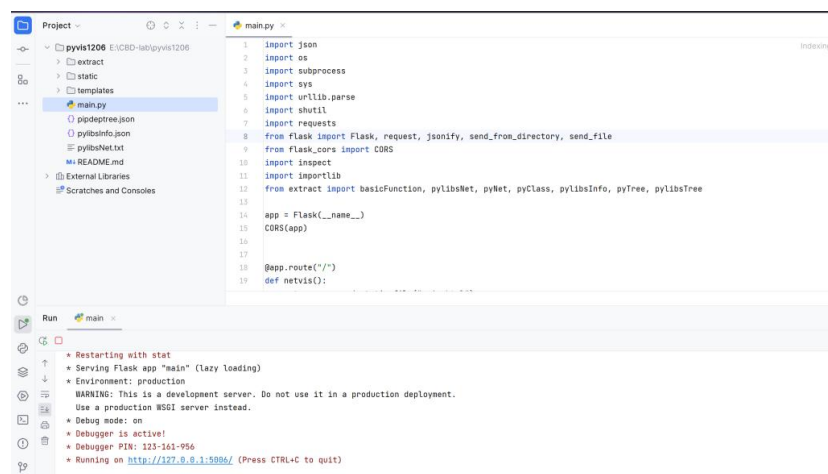 Project
main.py
pyvis1206 E:\CBD-lab\pyvis1206
extract
static
templates
main.py
pipdeptree.json
pylibsInfo.json
pylibsNet.txt
README.md
External Libraries
Scratches and Consoles
1 import json
2 import os
3 import subprocess
4 import sys
5 import urllib.parse
6 import shutil
7 import requests
8 from flask import Flask, request, jsonify, send_from_directory, send_file
9 from flask_cors import CORS
10 import inspect
11 import importlib
12 from extract import basicFunction, pylibsNet, pyNet, pyClass, pylibsInfo, pyTree, pylibsTree
13
14 app = Flask(__name__)
15 CORS(app)
16
17
18 @app.route("/")
19 def netvis():
Indexing
Run main
* Restarting with stat
* Serving Flask app "main" (lazy loading)
* Environment: production
WARNING: This is a development server. Do not use it in a production deployment.
Use a production WSGI server instead.
* Debug mode: on
* Debugger is active!
* Debugger PIN: 123-161-956
* Running on http://127.0.0.1:5006/ (Press CTRL+C to quit)